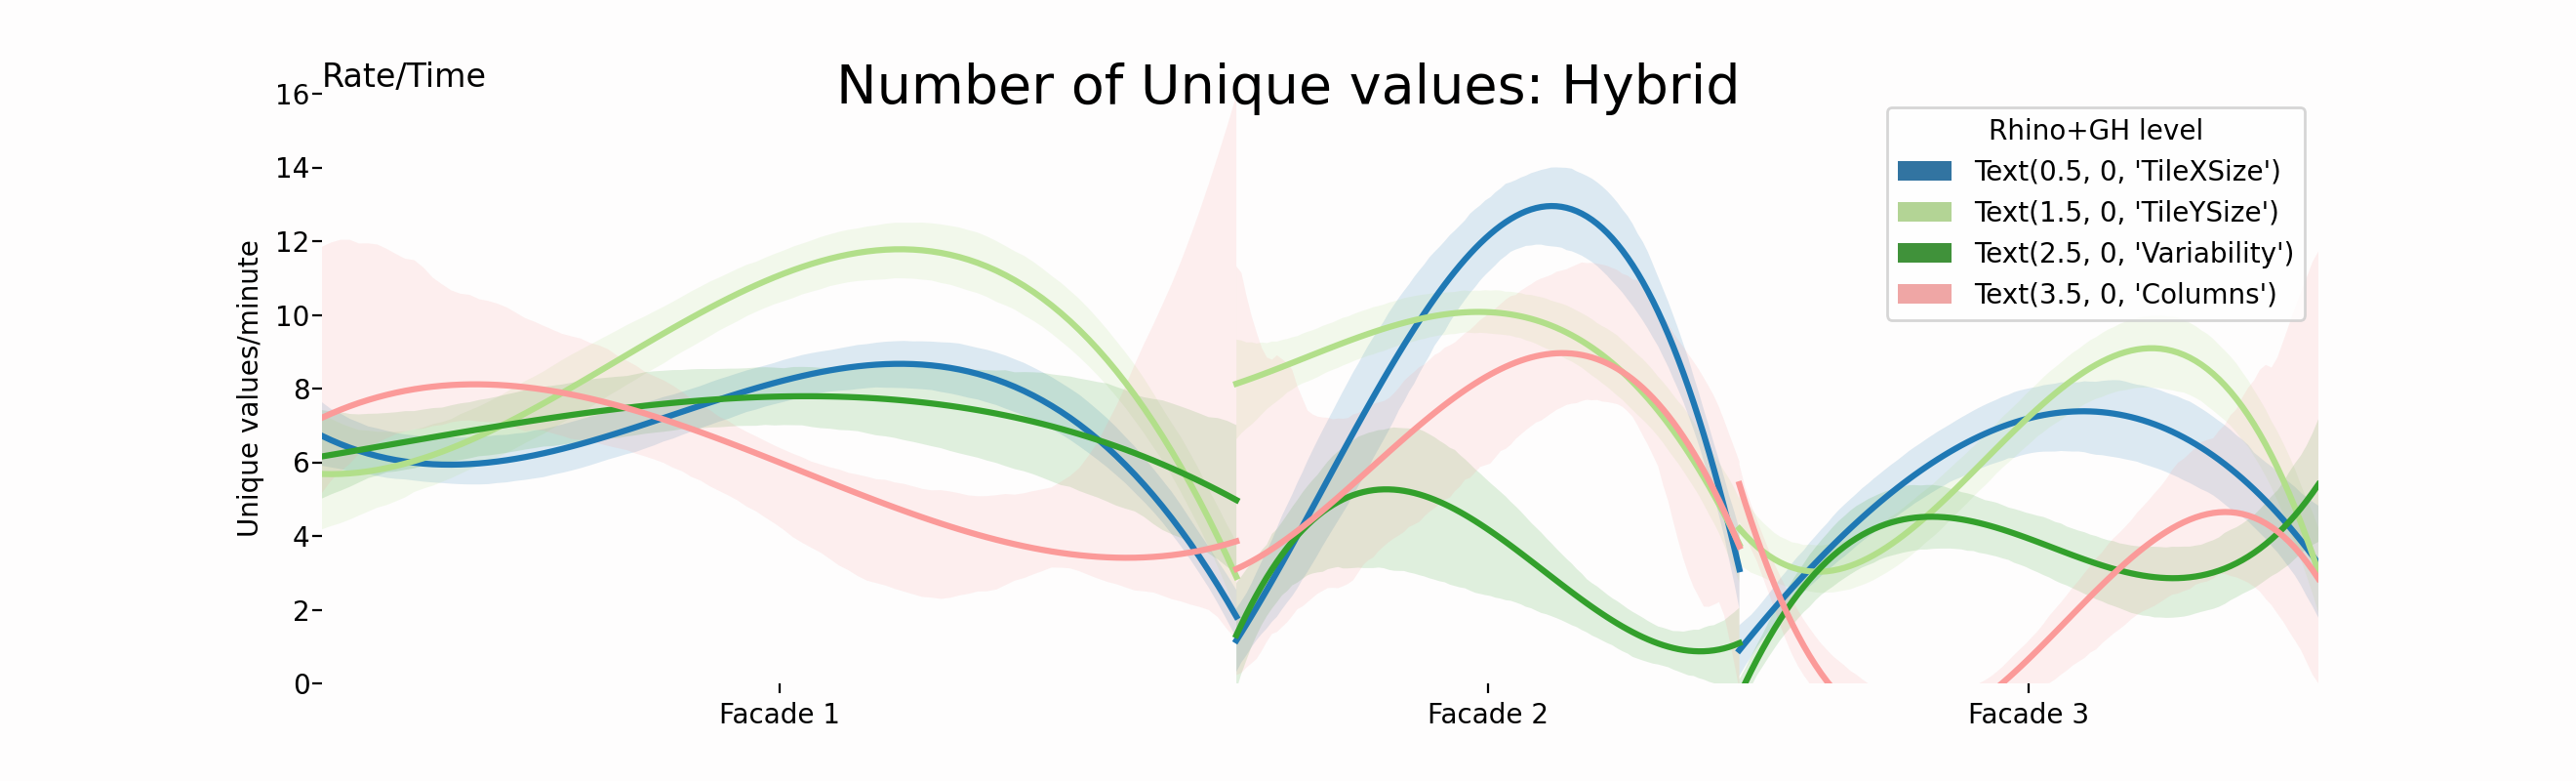 Number of Unique values: Hybrid
Rate/Time
Unique values/minute
16
14
12
10
8
6
4
2
0
Facade 1
Facade 2
Facade 3
Rhino+GH level
Text(0.5, 0, 'TileXSize')
Text(1.5, 0, 'TileYSize')
Text(2.5, 0, 'Variability')
Text(3.5, 0, 'Columns')